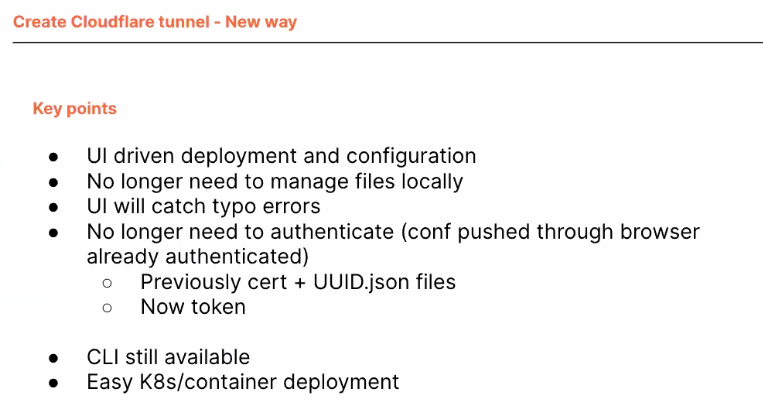 Create Cloudflare tunnel - New way
Key points
● UI driven deployment and configuration
● No longer need to manage files locally
● UI will catch typo errors
● No longer need to authenticate (conf pushed through browser
already authenticated)
○ Previously cert + UUID.json files
○ Now token
● CLI still available
● Easy K8s/container deployment